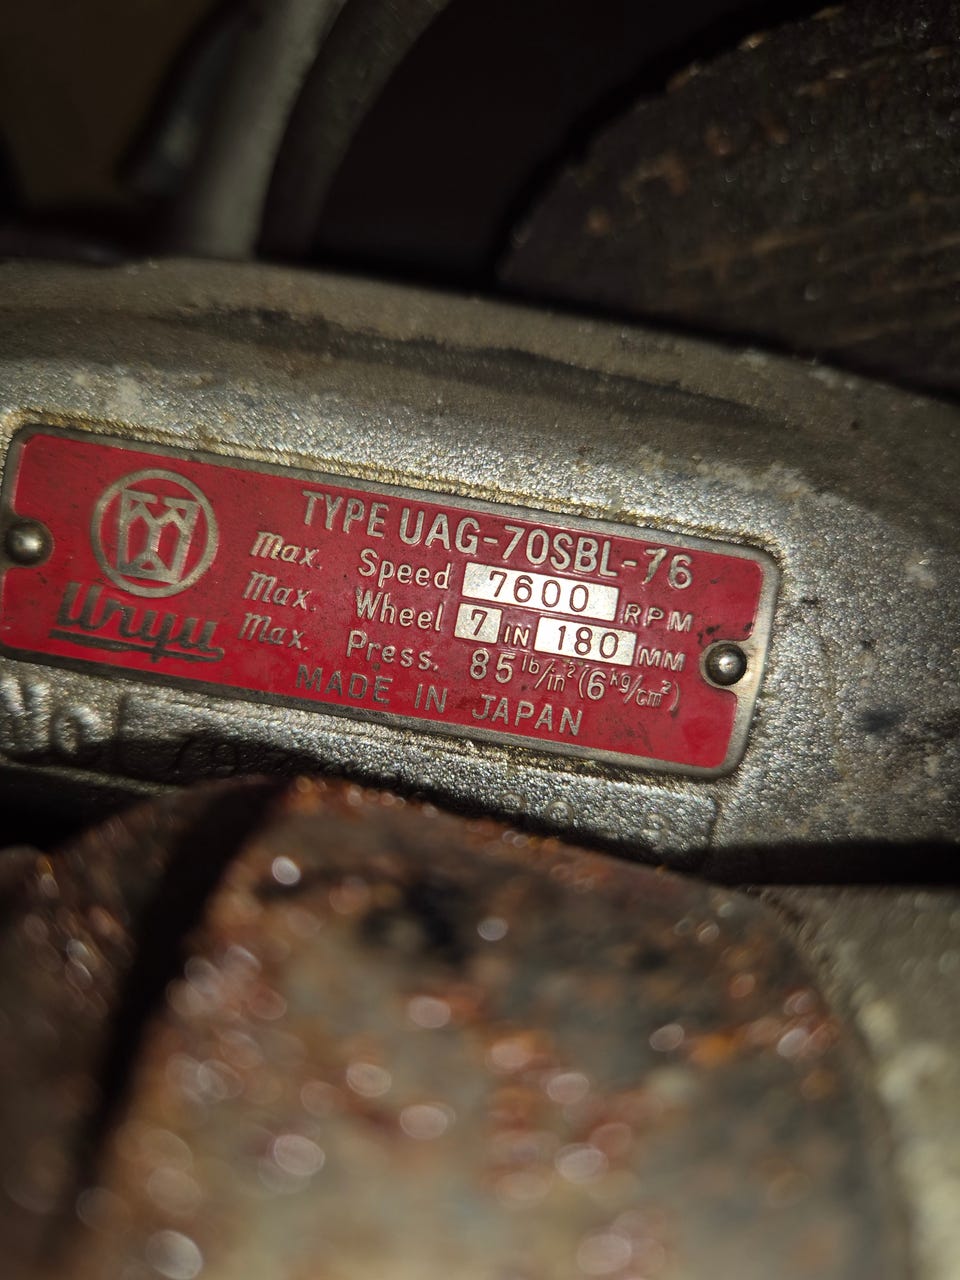 TYPE UAG-70SBL-76
Max. Speed 7600 RPM
Max. Wheel 7 IN 180 MM
Max. Press. 85 lb/in² (6 kg/cm²)
MADE IN JAPAN
Uryu
No.